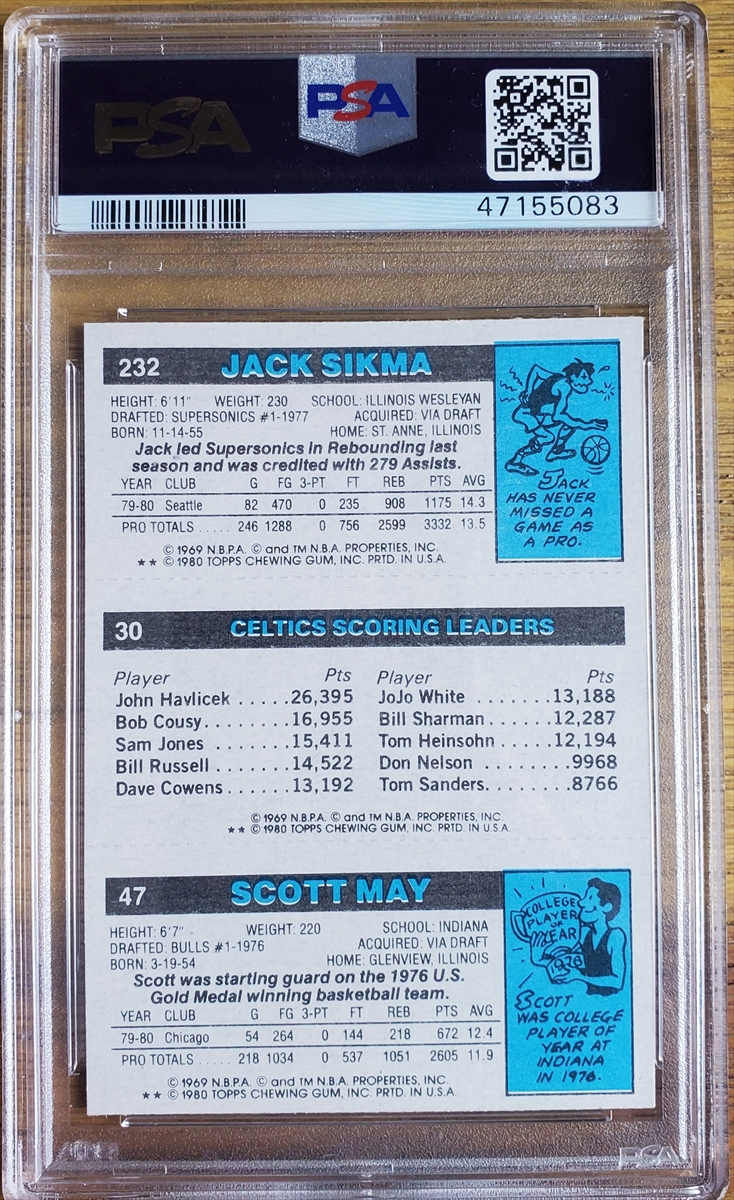 PSA
PSA
47155083
232 JACK SIKMA
HEIGHT: 6'11" WEIGHT: 230 SCHOOL: ILLINOIS WESLEYAN
DRAFTED: SUPERSONICS #1-1977 ACQUIRED: VIA DRAFT
BORN: 11-14-55 HOME: ST. ANNE, ILLINOIS
Jack led Supersonics in Rebounding last
season and was credited with 279 Assists.
YEAR CLUB G FG 3-PT FT REB PTS AVG
79-80 Seattle 82 470 0 235 908 1175 14.3
PRO TOTALS ..... 246 1288 0 756 2599 3332 13.5
© 1969 N.B.P.A. © and TM N.B.A. PROPERTIES, INC.
★★ © 1980 TOPPS CHEWING GUM, INC. PRTD. IN U.S.A.
JACK
HAS NEVER
MISSED A
GAME AS
A PRO.
30 CELTICS SCORING LEADERS
Player Pts Player Pts
John Havlicek .....26,395 JoJo White .......13,188
Bob Cousy........16,955 Bill Sharman ......12,287
Sam Jones .......15,411 Tom Heinsohn .....12,194
Bill Russell .......14,522 Don Nelson .......9968
Dave Cowens ......13,192 Tom Sanders.......8766
© 1969 N.B.P.A. © and TM N.B.A. PROPERTIES, INC.
★★ © 1980 TOPPS CHEWING GUM, INC. PRTD. IN U.S.A.
47 SCOTT MAY
HEIGHT: 6'7" WEIGHT: 220 SCHOOL: INDIANA
DRAFTED: BULLS #1-1976 ACQUIRED: VIA DRAFT
BORN: 3-19-54 HOME: GLENVIEW, ILLINOIS
Scott was starting guard on the 1976 U.S.
Gold Medal winning basketball team.
YEAR CLUB G FG 3-PT FT REB PTS AVG
79-80 Chicago 54 264 0 144 218 672 12.4
PRO TOTALS ..... 218 1034 0 537 1051 2605 11.9
© 1969 N.B.P.A. © and TM N.B.A. PROPERTIES, INC.
★★ © 1980 TOPPS CHEWING GUM, INC. PRTD. IN U.S.A.
COLLEGE
PLAYER
OF
YEAR
1976
SCOTT
WAS COLLEGE
PLAYER OF
YEAR AT
INDIANA
IN 1976.
PSA